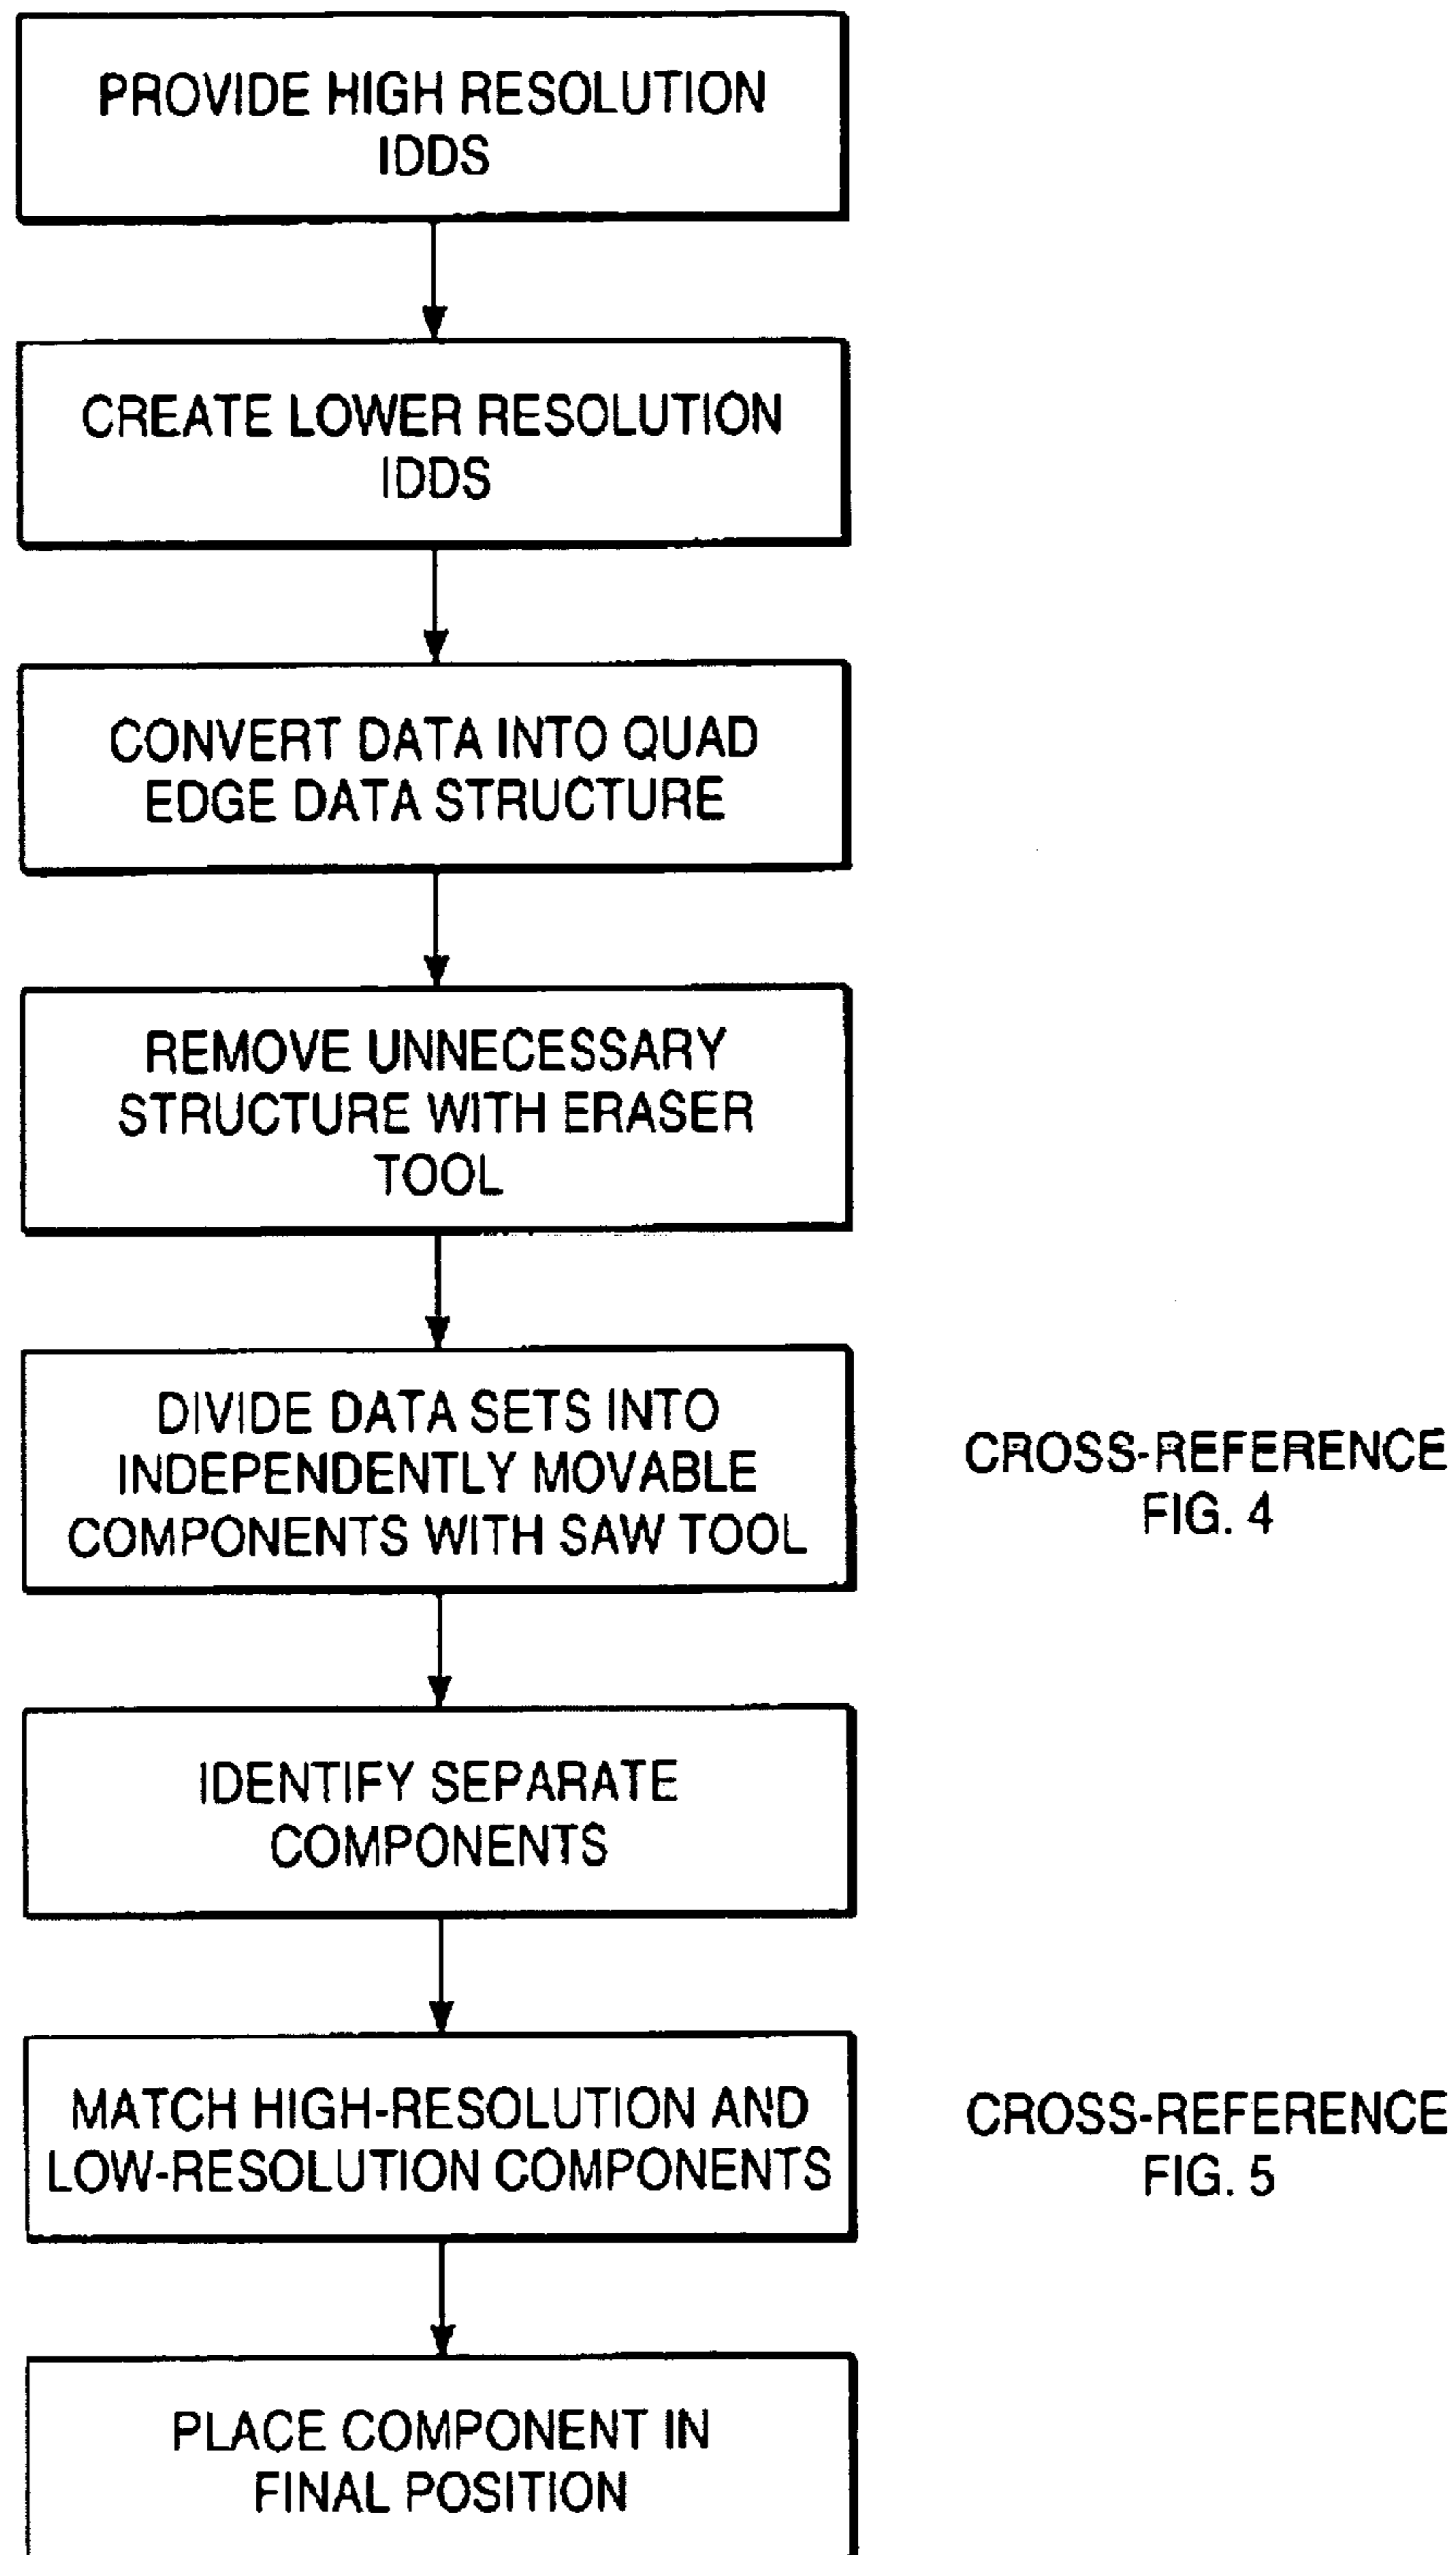 PROVIDE HIGH RESOLUTION
IDDS
CREATE LOWER RESOLUTION
IDDS
CONVERT DATA INTO QUAD
EDGE DATA STRUCTURE
REMOVE UNNECESSARY
STRUCTURE WITH ERASER
TOOL
DIVIDE DATA SETS INTO
INDEPENDENTLY MOVABLE
COMPONENTS WITH SAW TOOL
CROSS-REFERENCE
FIG. 4
IDENTIFY SEPARATE
COMPONENTS
MATCH HIGH-RESOLUTION AND
LOW-RESOLUTION COMPONENTS
CROSS-REFERENCE
FIG. 5
PLACE COMPONENT IN
FINAL POSITION